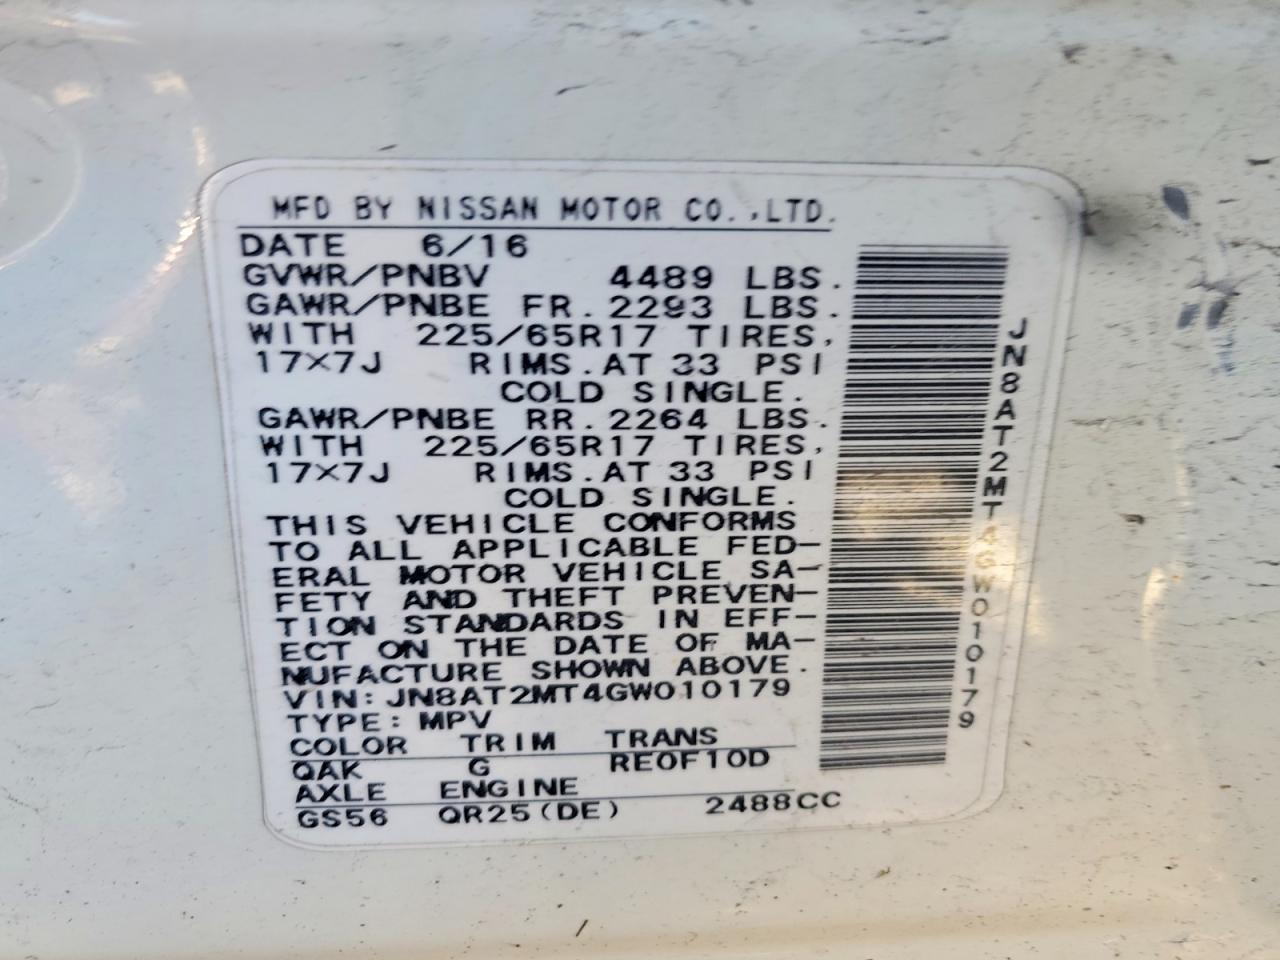 MFD BY NISSAN MOTOR CO.,LTD.
DATE 6/16
GVWR/PNBV 4489 LBS.
GAWR/PNBE FR. 2293 LBS.
WITH 225/65R17 TIRES,
17X7J RIMS.AT 33 PSI
COLD SINGLE.
GAWR/PNBE RR. 2264 LBS.
WITH 225/65R17 TIRES,
17X7J RIMS.AT 33 PSI
COLD SINGLE.
THIS VEHICLE CONFORMS
TO ALL APPLICABLE FED-
ERAL MOTOR VEHICLE SA-
FETY AND THEFT PREVEN-
TION STANDARDS IN EFF-
ECT ON THE DATE OF MA-
NUFACTURE SHOWN ABOVE.
VIN: JN8AT2MT4GW010179
TYPE: MPV
COLOR TRIM TRANS
QAK G RE0F10D
AXLE ENGINE
GS56 QR25(DE) 2488CC
JN8AT2MT4GW010179